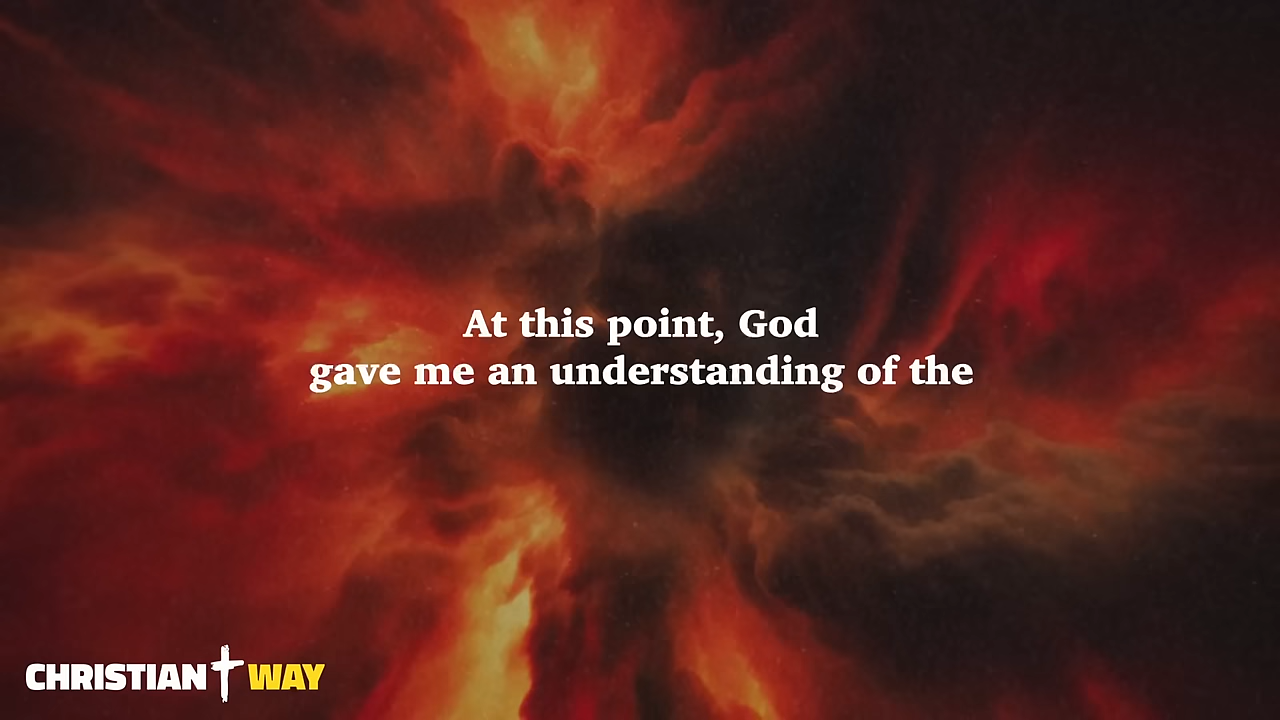 At this point, God
gave me an understanding of the
CHRISTIAN WAY